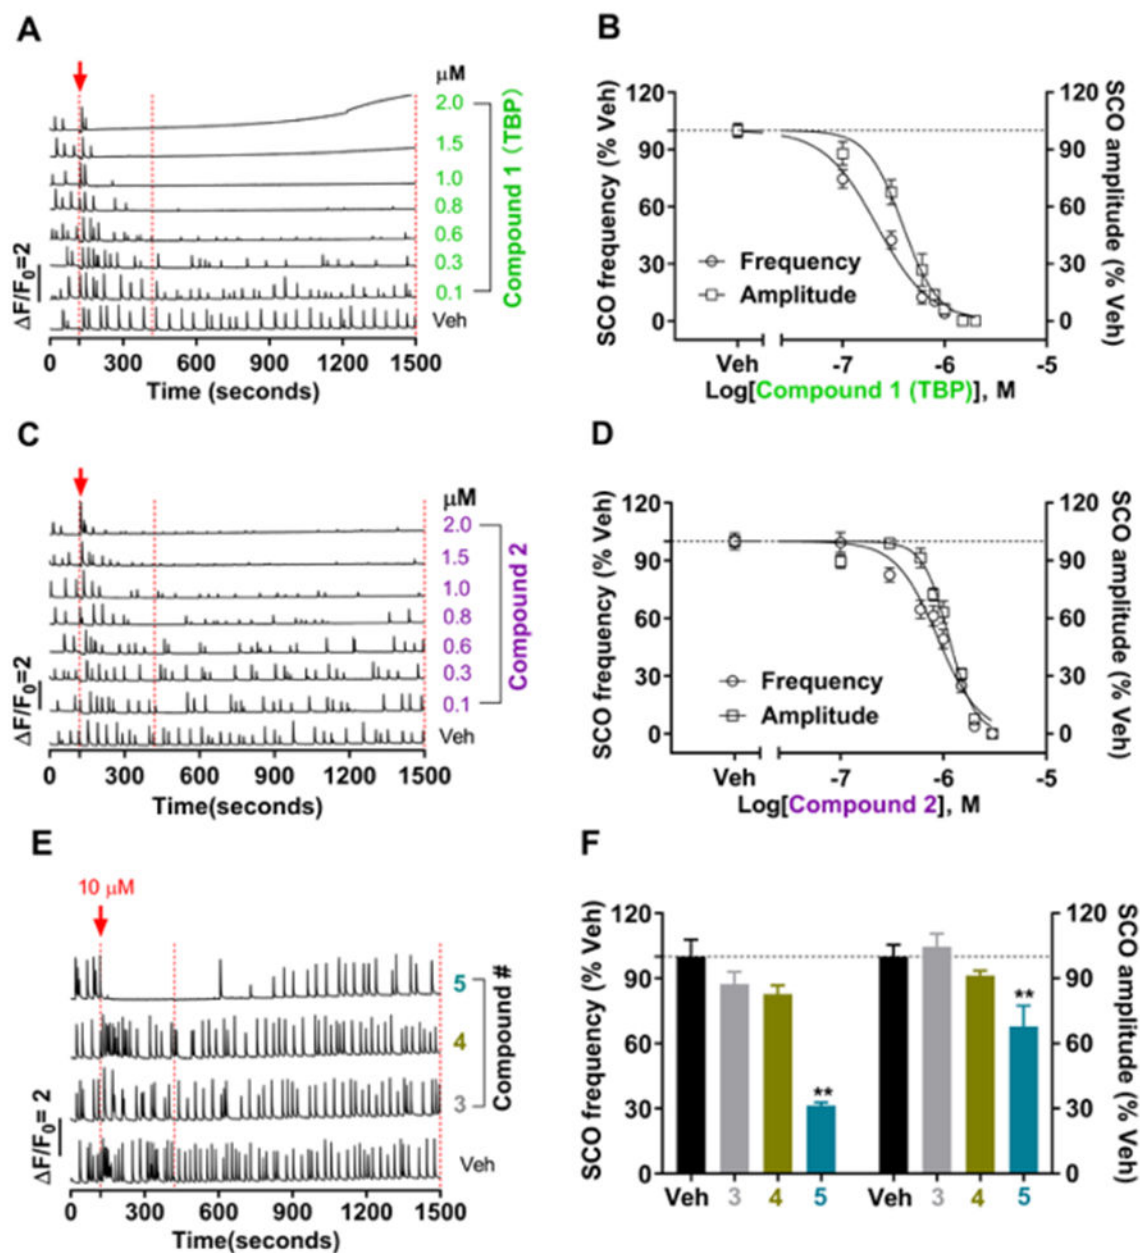 A
μM
2.0
1.5
1.0
0.8
0.6
0.3
0.1
Veh
Compound 1 (TBP)
ΔF/F0=2
0 300 600 900 1200 1500
Time (seconds)
B
SCO frequency (% Veh)
120
90
60
30
0
Frequency
Amplitude
120
90
60
30
0
SCO amplitude (% Veh)
Veh -7 -6 -5
Log[Compound 1 (TBP)], M
C
μM
2.0
1.5
1.0
0.8
0.6
0.3
0.1
Veh
Compound 2
ΔF/F0=2
0 300 600 900 1200 1500
Time(seconds)
D
SCO frequency (% Veh)
120
90
60
30
0
Frequency
Amplitude
120
90
60
30
0
SCO amplitude (% Veh)
Veh -7 -6 -5
Log[Compound 2], M
E
10 μM
5
4
3
Veh
Compound #
ΔF/F0= 2
0 300 600 900 1200 1500
Time(seconds)
F
SCO frequency (% Veh)
120
90
60
30
0
**
**
120
90
60
30
0
SCO amplitude (% Veh)
Veh 3 4 5 Veh 3 4 5